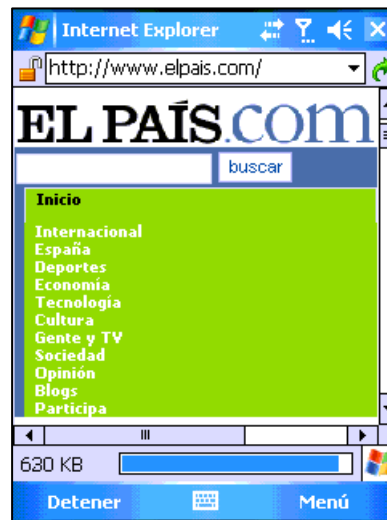 Internet Explorer
http://www.elpais.com/
EL PAÍS.com
buscar
Inicio
Internacional
España
Deportes
Economía
Tecnología
Cultura
Gente y TV
Sociedad
Opinión
Blogs
Participa
630 KB
Detener
Menú